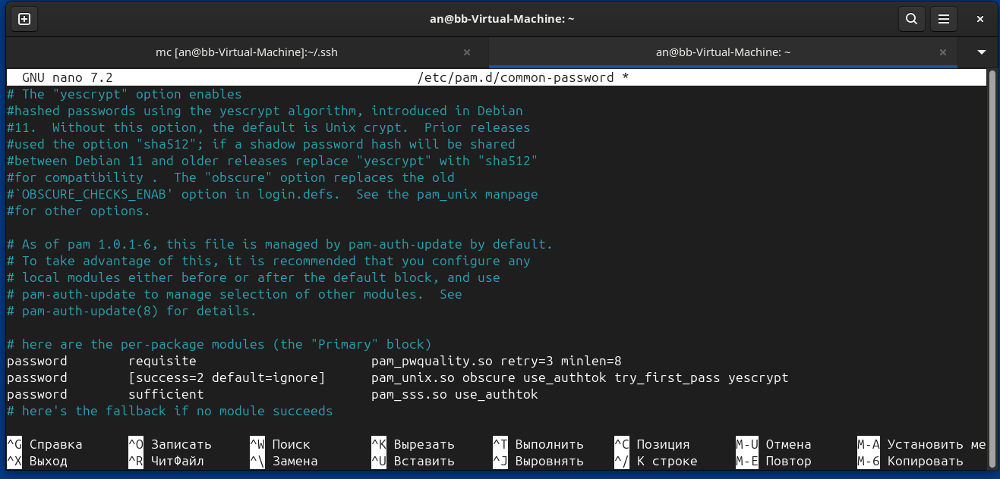 an@bb-Virtual-Machine: ~
mc [an@bb-Virtual-Machine]:~/.ssh
an@bb-Virtual-Machine: ~
GNU nano 7.2 /etc/pam.d/common-password *
# The "yescrypt" option enables
#hashed passwords using the yescrypt algorithm, introduced in Debian
#11.  Without this option, the default is Unix crypt.  Prior releases
#used the option "sha512"; if a shadow password hash will be shared
#between Debian 11 and older releases replace "yescrypt" with "sha512"
#for compatibility .  The "obscure" option replaces the old
#`OBSCURE_CHECKS_ENAB' option in login.defs.  See the pam_unix manpage
#for other options.
# As of pam 1.0.1-6, this file is managed by pam-auth-update by default.
# To take advantage of this, it is recommended that you configure any
# local modules either before or after the default block, and use
# pam-auth-update to manage selection of other modules.  See
# pam-auth-update(8) for details.
# here are the per-package modules (the "Primary" block)
password        requisite                       pam_pwquality.so retry=3 minlen=8
password        [success=2 default=ignore]      pam_unix.so obscure use_authtok try_first_pass yescrypt
password        sufficient                      pam_sss.so use_authtok
# here's the fallback if no module succeeds
^G Справка ^O Записать ^W Поиск ^K Вырезать ^T Выполнить ^C Позиция M-U Отмена M-A Установить ме
^X Выход ^R ЧитФайл ^\ Замена ^U Вставить ^J Выровнять ^/ К строке M-E Повтор M-6 Копировать